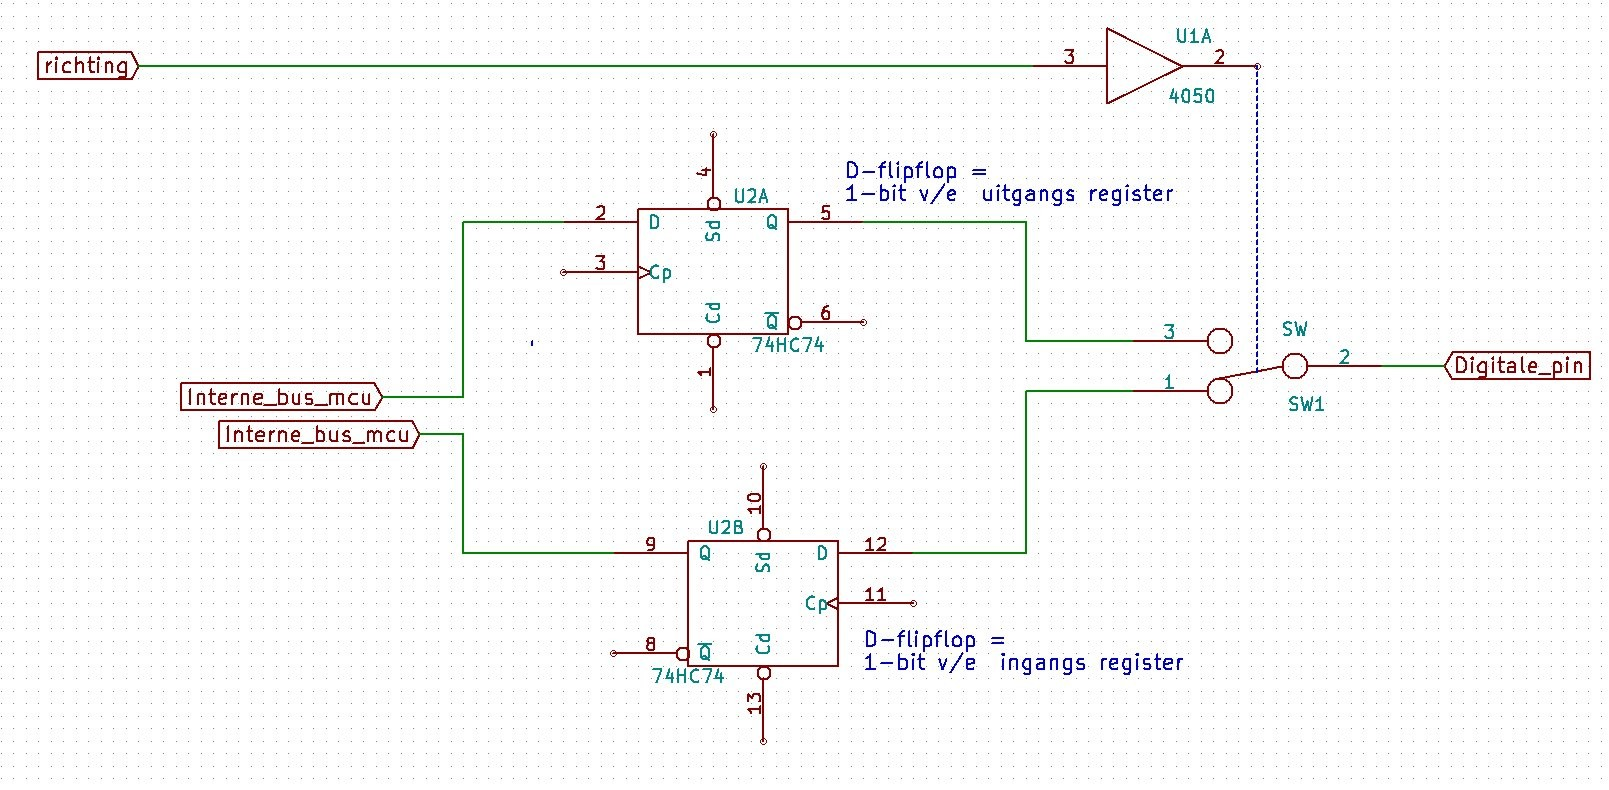 richting
3
U1A
2
4050
4
D-flipflop =
1-bit v/e uitgangs register
U2A
2
D
Sd
Q
5
3
Cp
Cd
Q
6
74HC74
1
3
SW
2
Digitale_pin
1
SW1
Interne_bus_mcu
Interne_bus_mcu
10
U2B
9
Q
Sd
D
12
Cp
11
8
Q
Cd
74HC74
13
D-flipflop =
1-bit v/e ingangs register